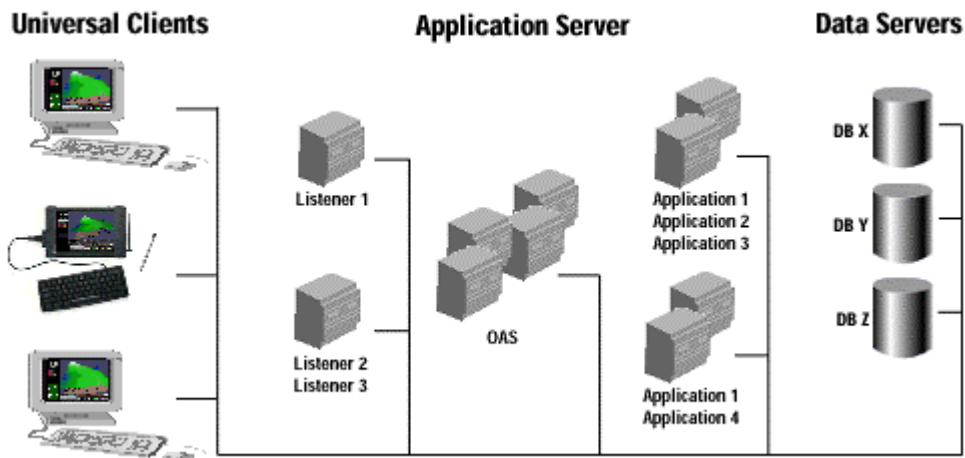 Universal Clients
Application Server
Data Servers
Listener 1
Listener 2
Listener 3
OAS
Application 1
Application 2
Application 3
Application 1
Application 4
DB X
DB Y
DB Z